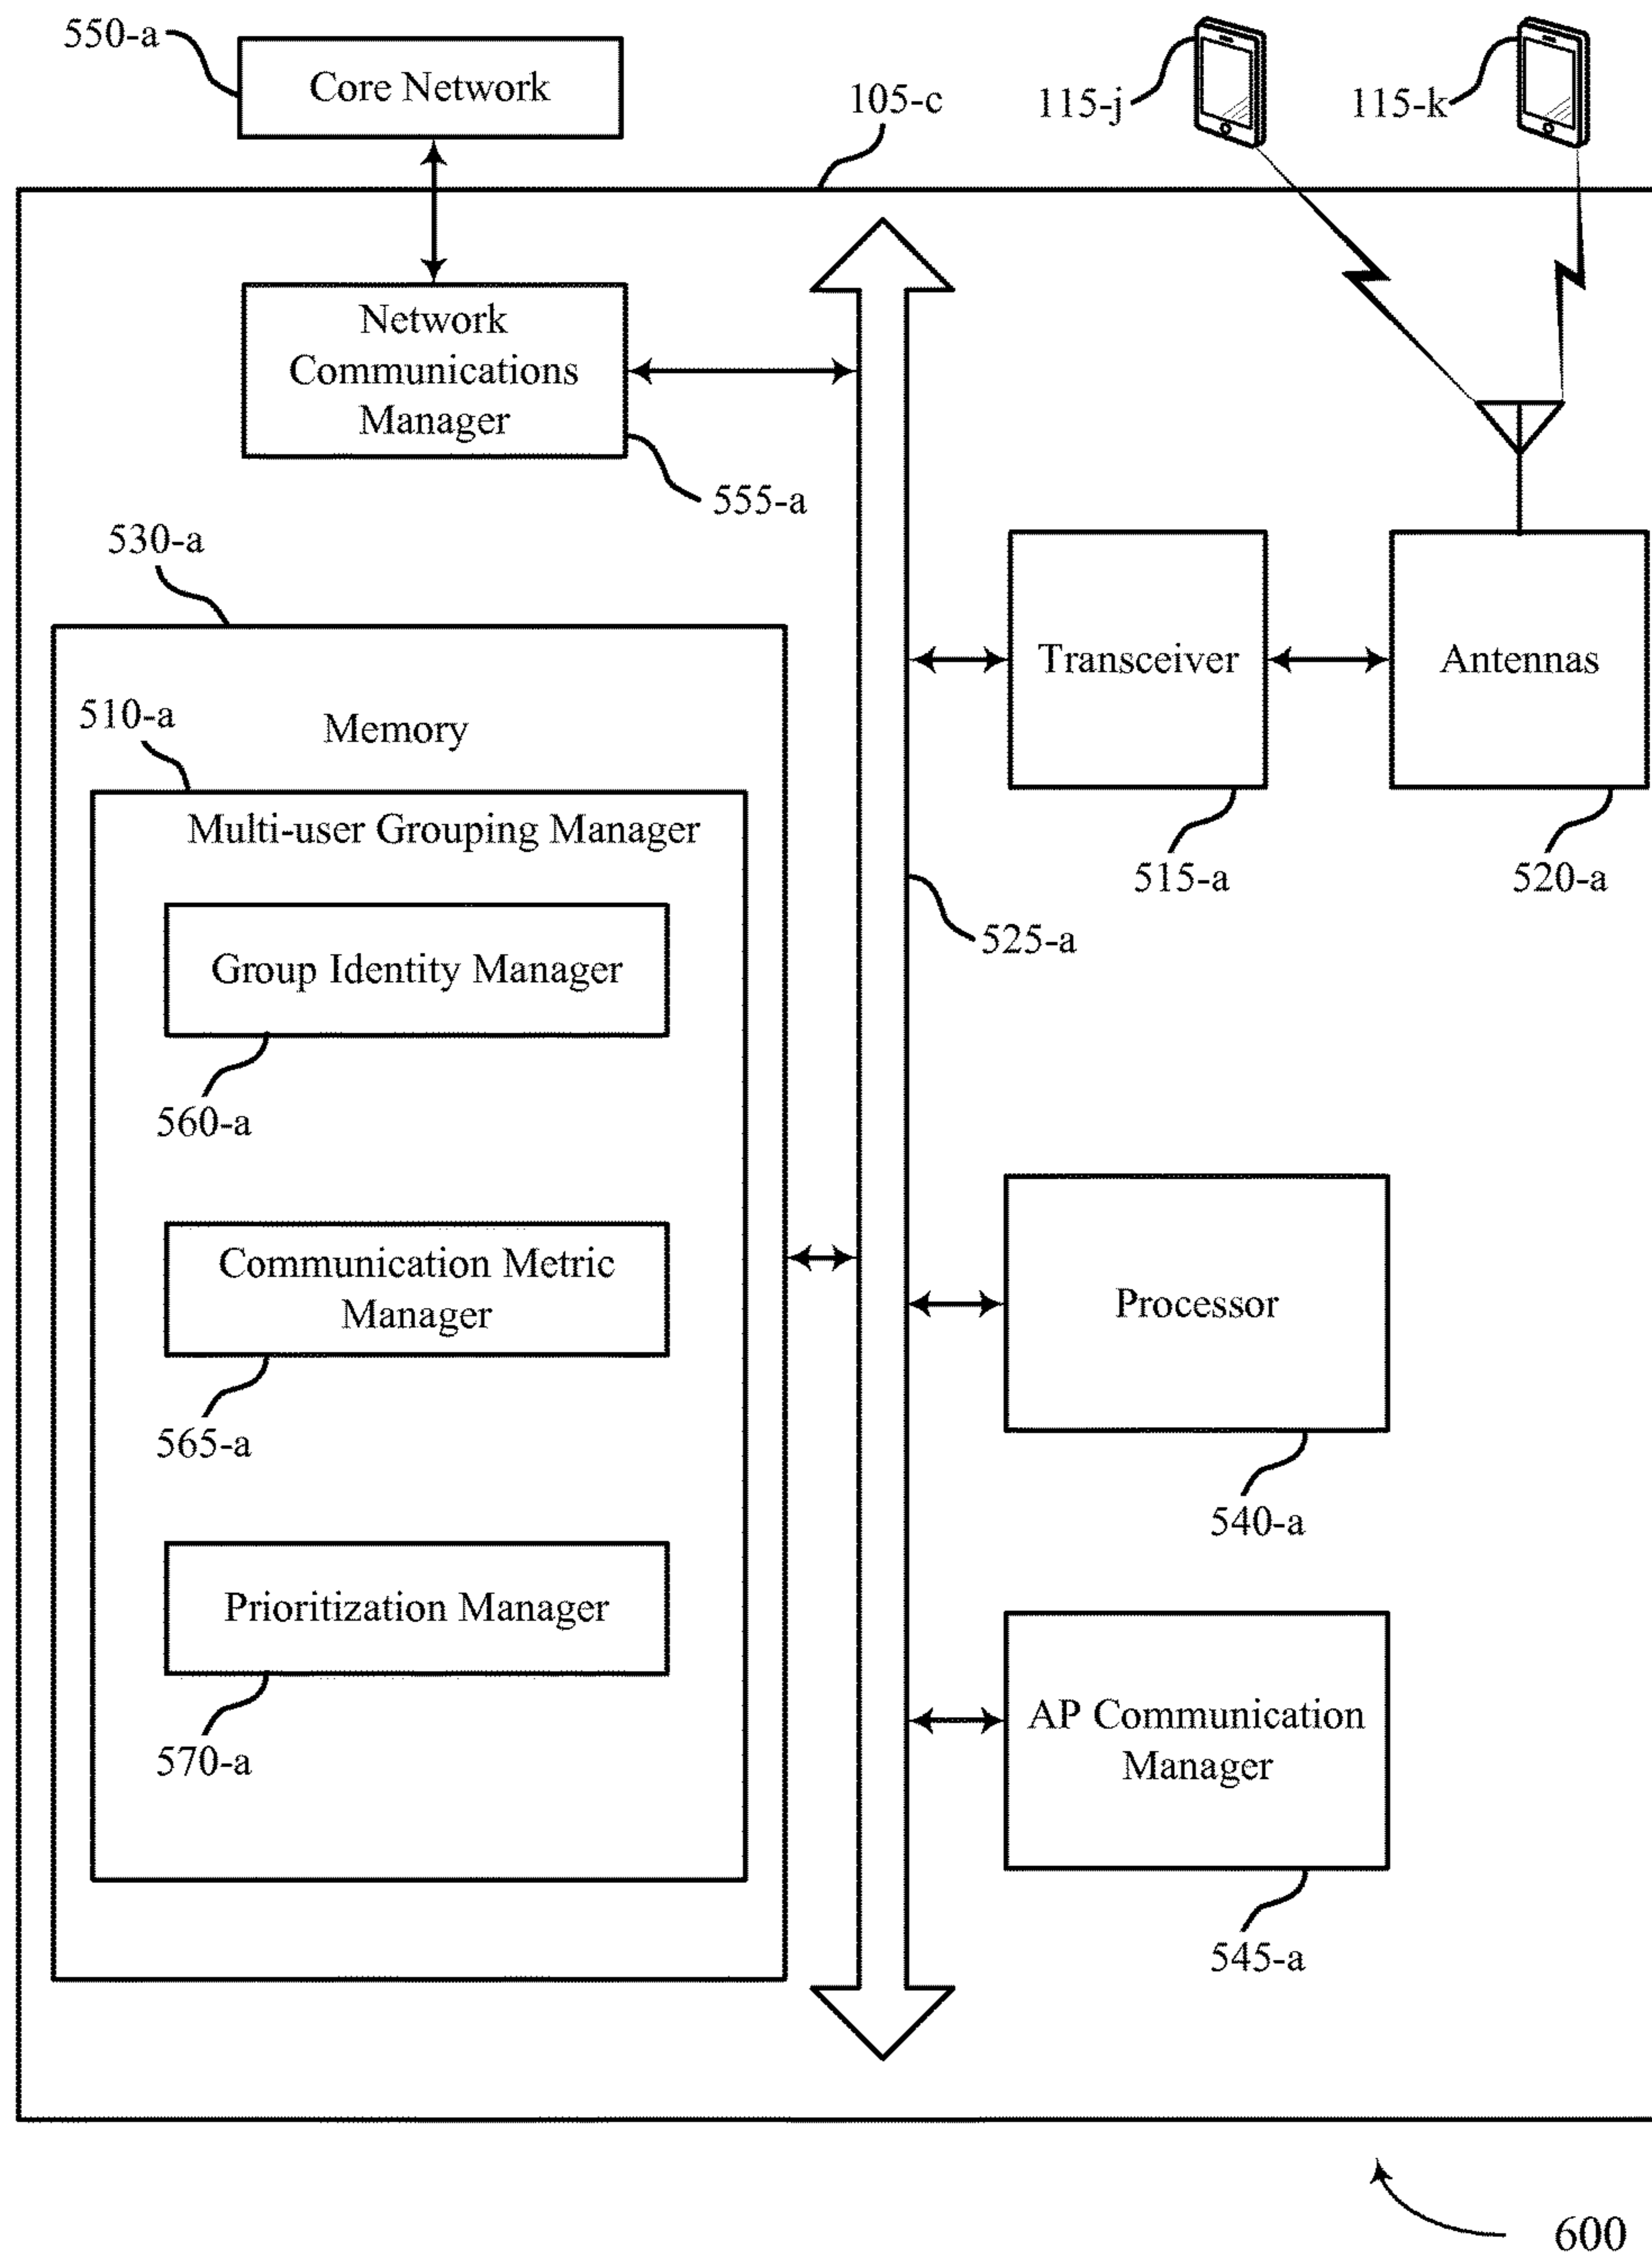 550-a
Core Network
105-c
115-j
115-k
Network
Communications
Manager
555-a
530-a
Memory
510-a
Multi-user Grouping Manager
Group Identity Manager
560-a
Communication Metric
Manager
565-a
Prioritization Manager
570-a
Transceiver
515-a
Antennas
520-a
525-a
Processor
540-a
AP Communication
Manager
545-a
600